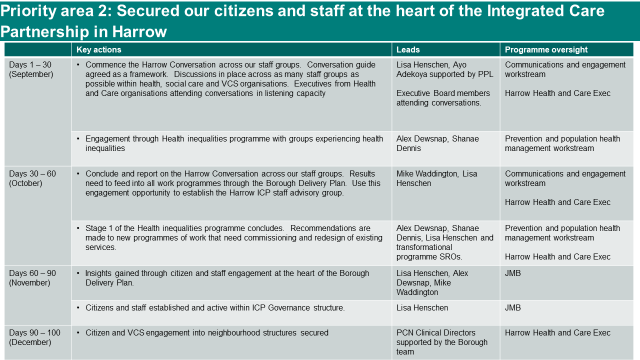 Priority area 2: Secured our citizens and staff at the heart of the Integrated Care
Partnership in Harrow
Key actions
Leads
Programme oversight
Days 1 – 30
(September)
• Commence the Harrow Conversation across our staff groups. Conversation guide
agreed as a framework. Discussions in place across as many staff groups as
possible within health, social care and VCS organisations. Executives from Health
and Care organisations attending conversations in listening capacity
Lisa Henschen, Ayo
Adekoya supported by PPL
Executive Board members
attending conversations.
Communications and engagement
workstream
Harrow Health and Care Exec
• Engagement through Health inequalities programme with groups experiencing health
inequalities
Alex Dewsnap, Shanae
Dennis
Prevention and population health
management workstream
Days 30 – 60
(October)
• Conclude and report on the Harrow Conversation across our staff groups. Results
need to feed into all work programmes through the Borough Delivery Plan. Use this
engagement opportunity to establish the Harrow ICP staff advisory group.
Mike Waddington, Lisa
Henschen
Communications and engagement
workstream
Harrow Health and Care Exec
• Stage 1 of the Health inequalities programme concludes. Recommendations are
made to new programmes of work that need commissioning and redesign of existing
services.
Alex Dewsnap, Shanae
Dennis, Lisa Henschen and
transformational
programme SROs.
Prevention and population health
management workstream
Harrow Health and Care Exec
Days 60 – 90
(November)
• Insights gained through citizen and staff engagement at the heart of the Borough
Delivery Plan.
Lisa Henschen, Alex
Dewsnap, Mike
Waddington
JMB
• Citizens and staff established and active within ICP Governance structure.
Lisa Henschen
JMB
Days 90 – 100
(December)
• Citizen and VCS engagement into neighbourhood structures secured
PCN Clinical Directors
supported by the Borough
team
Harrow Health and Care Exec